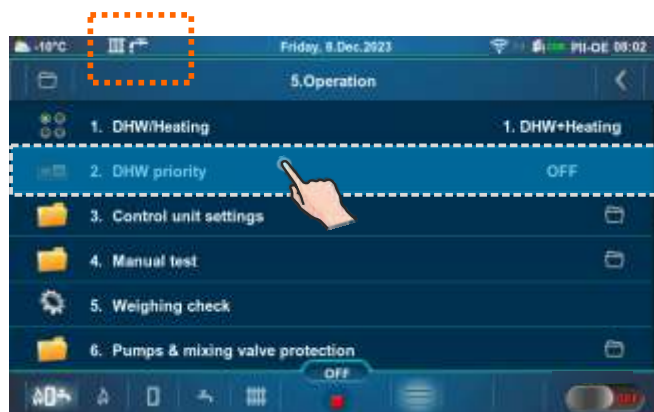 -10°C Friday, 8.Dec.2023 PII-OE 08:02
5.Operation
1. DHW/Heating 1. DHW+Heating
2. DHW priority OFF
3. Control unit settings
4. Manual test
5. Weighing check
6. Pumps & mixing valve protection
OFF
OFF